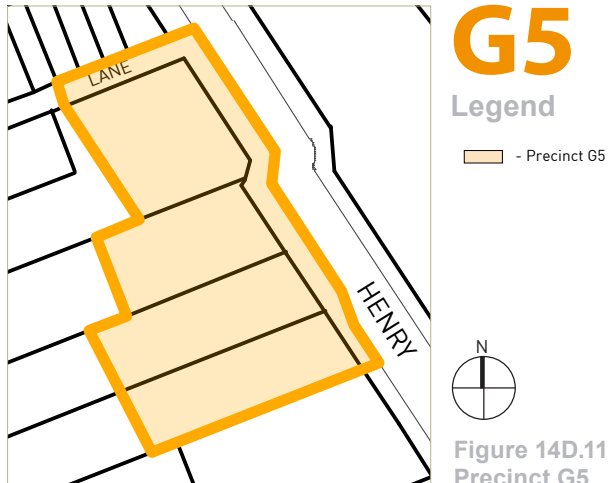 G5
Legend
- Precinct G5
LANE
HENRY
N
Figure 14D.11
Precinct G5